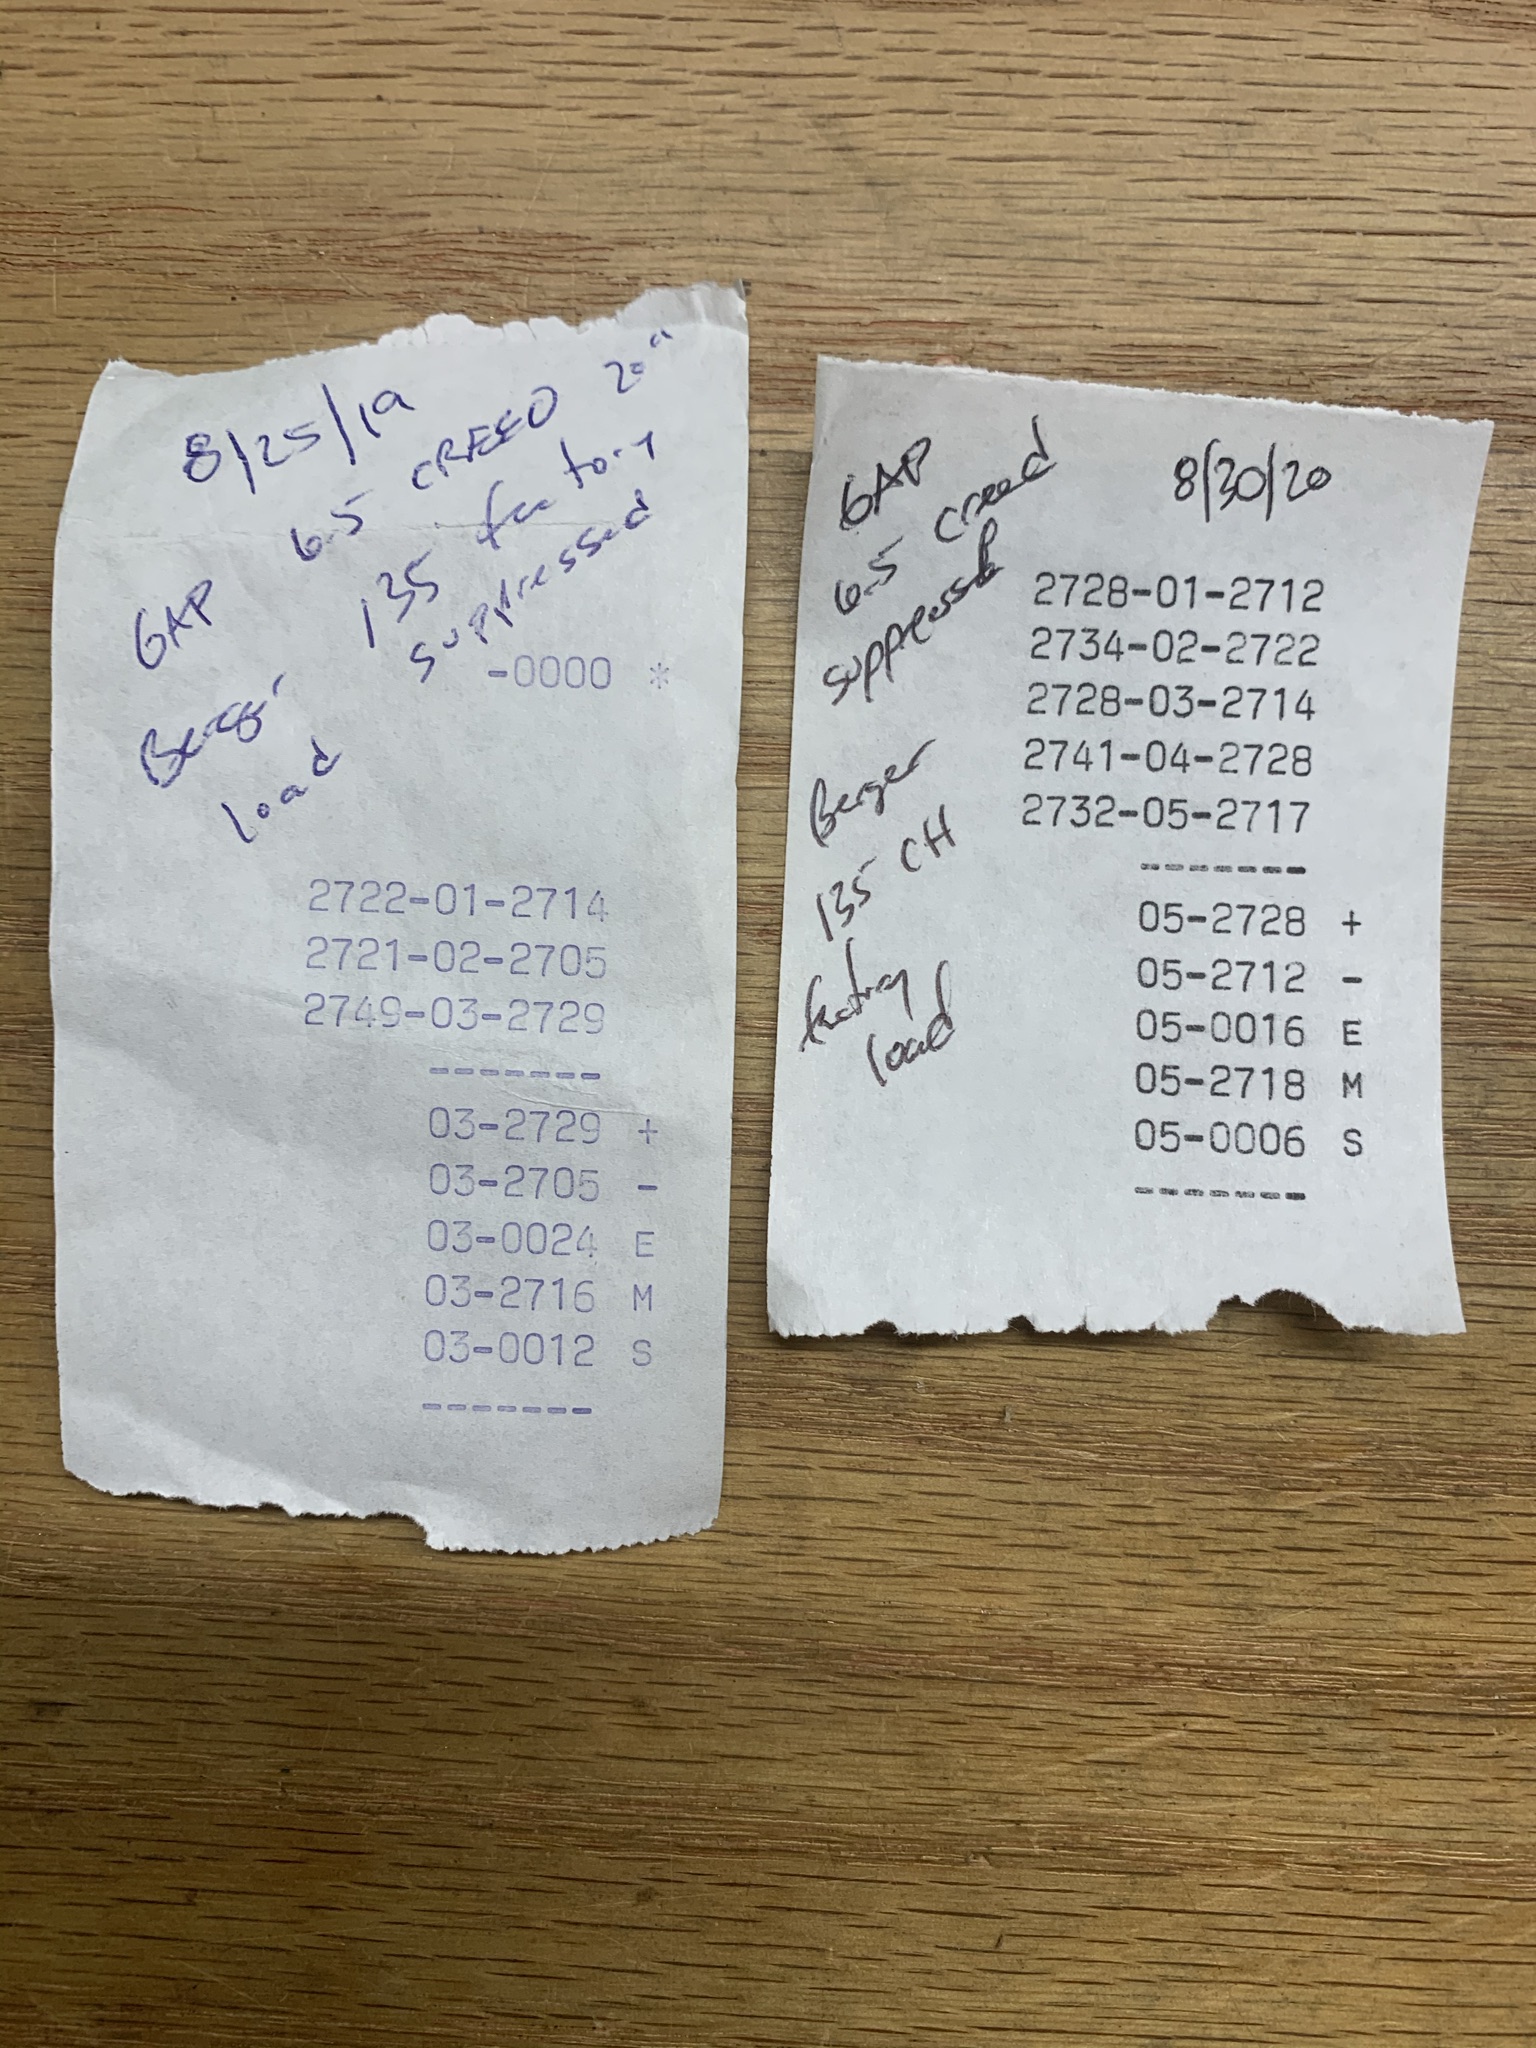 8/25/19
GAP 6.5 CREED 20"
Berger 135 factory
load suppressed
-0000 *
2722-01-2714
2721-02-2705
2749-03-2729
-------
03-2729 +
03-2705 -
03-0024 E
03-2716 M
03-0012 S
-------
GAP
6.5 Creed
suppressed
Berger
135 CH
factory
load
8/30/20
2728-01-2712
2734-02-2722
2728-03-2714
2741-04-2728
2732-05-2717
-------
05-2728 +
05-2712 -
05-0016 E
05-2718 M
05-0006 S
-------